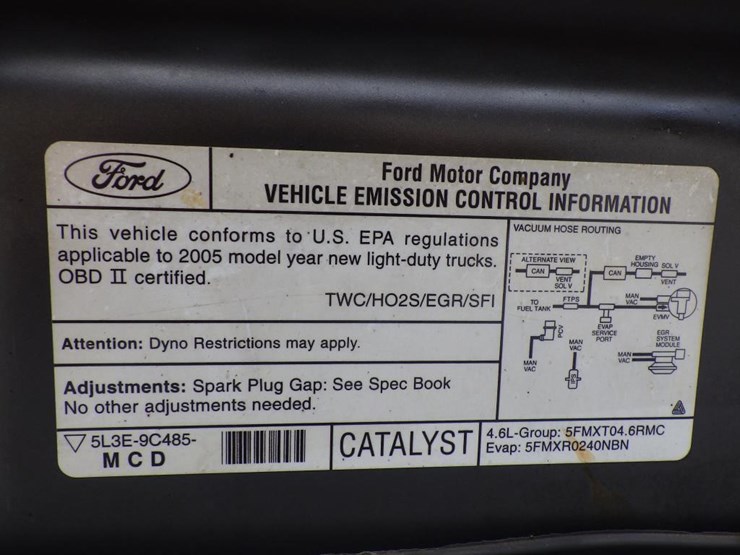 Ford
Ford Motor Company
VEHICLE EMISSION CONTROL INFORMATION
This vehicle conforms to U.S. EPA regulations
applicable to 2005 model year new light-duty trucks.
OBD II certified.
TWC/HO2S/EGR/SFI
Attention: Dyno Restrictions may apply.
Adjustments: Spark Plug Gap: See Spec Book
No other adjustments needed.
VACUUM HOSE ROUTING
ALTERNATE VIEW
CAN
VENT
SOL V
EMPTY
HOUSING SOL V
CAN
VENT
TO
FUEL TANK
FTPS
MAN
VAC
EVMV
EVAP
SERVICE
PORT
PCV
MAN
VAC
MAN
VAC
EGR
SYSTEM
MODULE
MAN
VAC
5L3E-9C485-
MCD
CATALYST
4.6L-Group: 5FMXT04.6RMC
Evap: 5FMXR0240NBN